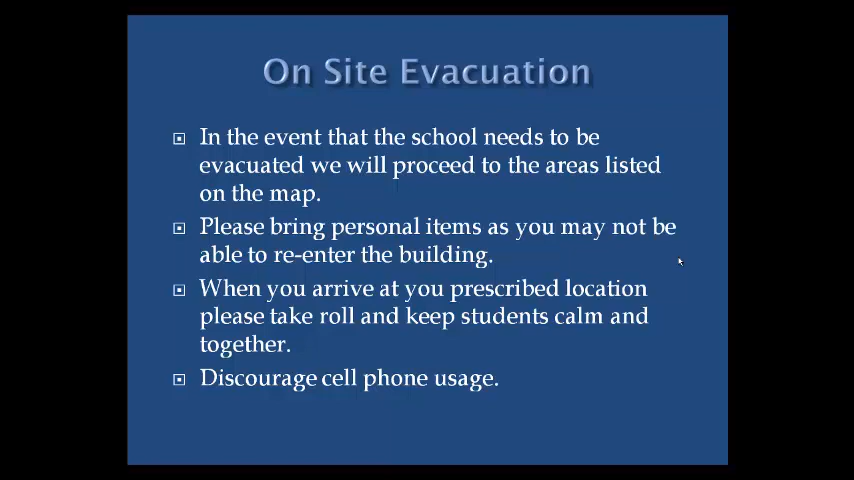 On Site Evacuation
In the event that the school needs to be
evacuated we will proceed to the areas listed
on the map.
Please bring personal items as you may not be
able to re-enter the building.
When you arrive at you prescribed location
please take roll and keep students calm and
together.
Discourage cell phone usage.